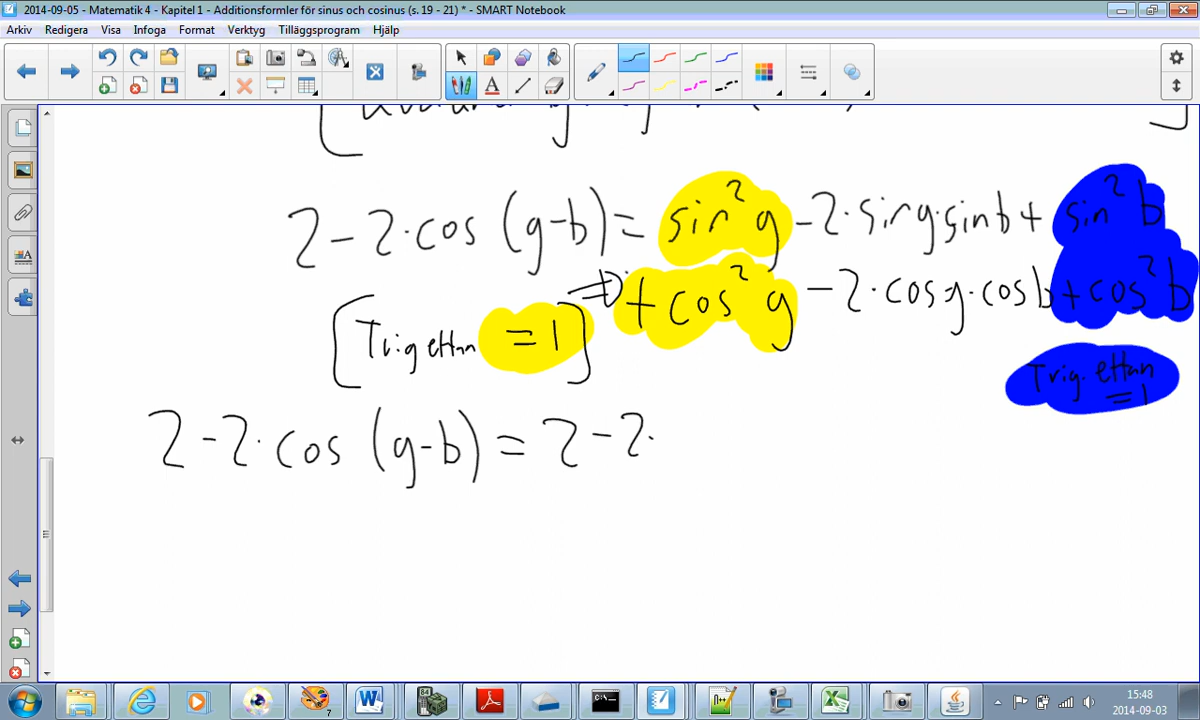 2014-09-05 - Matematik 4 - Kapitel 1 - Additionsformler för sinus och cosinus (s. 19 - 21) * - SMART Notebook
Arkiv Redigera Visa Infoga Format Verktyg Tilläggsprogram Hjälp
2 - 2·cos (g-b) = sin² g - 2·sin g·sin b + sin² b
⇒ + cos² g - 2·cos g·cos b + cos² b
[Trig ettan = 1]
Trig. ettan
= 1
2 - 2·cos (g-b) = 2 - 2·
15:48
2014-09-03